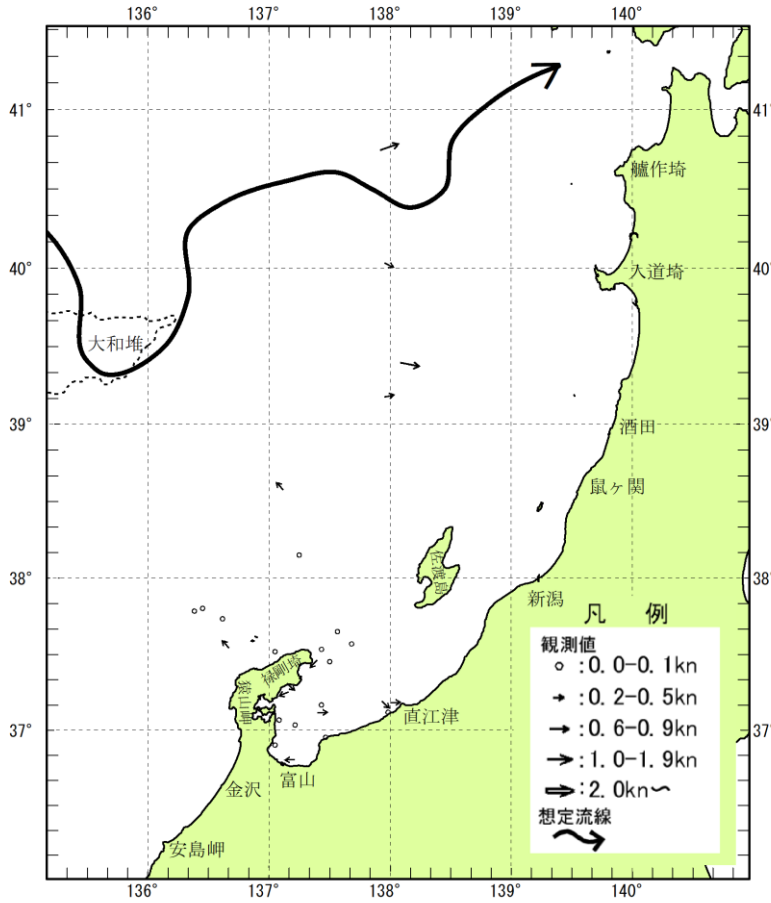 136° 137° 138° 139° 140°
41° 41°
艫作埼
40° 入道埼 40°
大和堆
39° 酒田 39°
鼠ヶ関
38° 佐渡島 38°
新潟
凡 例
観測値
:0.0-0.1kn
:0.2-0.5kn
:0.6-0.9kn
:1.0-1.9kn
:2.0kn〜
想定流線
禄剛埼
猿山岬
37° 直江津 37°
富山
金沢
安島岬
136° 137° 138° 139° 140°